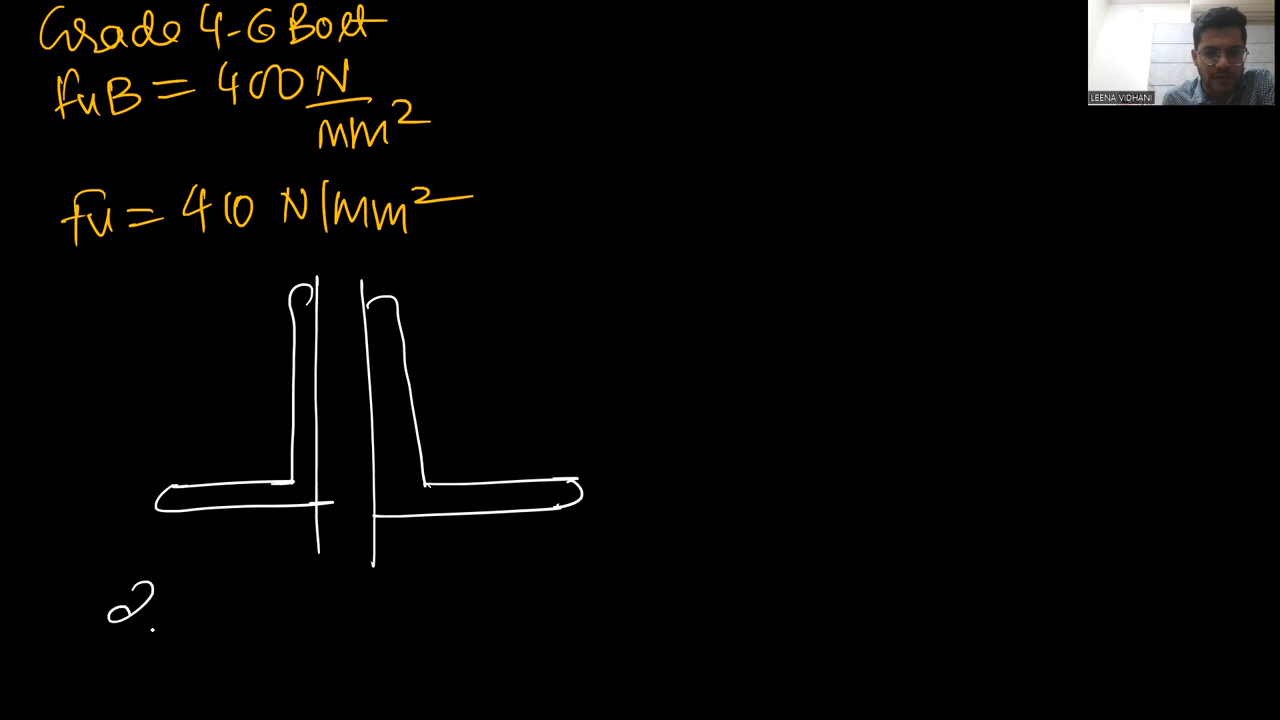 Grade 4-6 Bolt
fuB = 400 N/mm²
fu = 410 N/mm²
2
LEENA VIDHANI